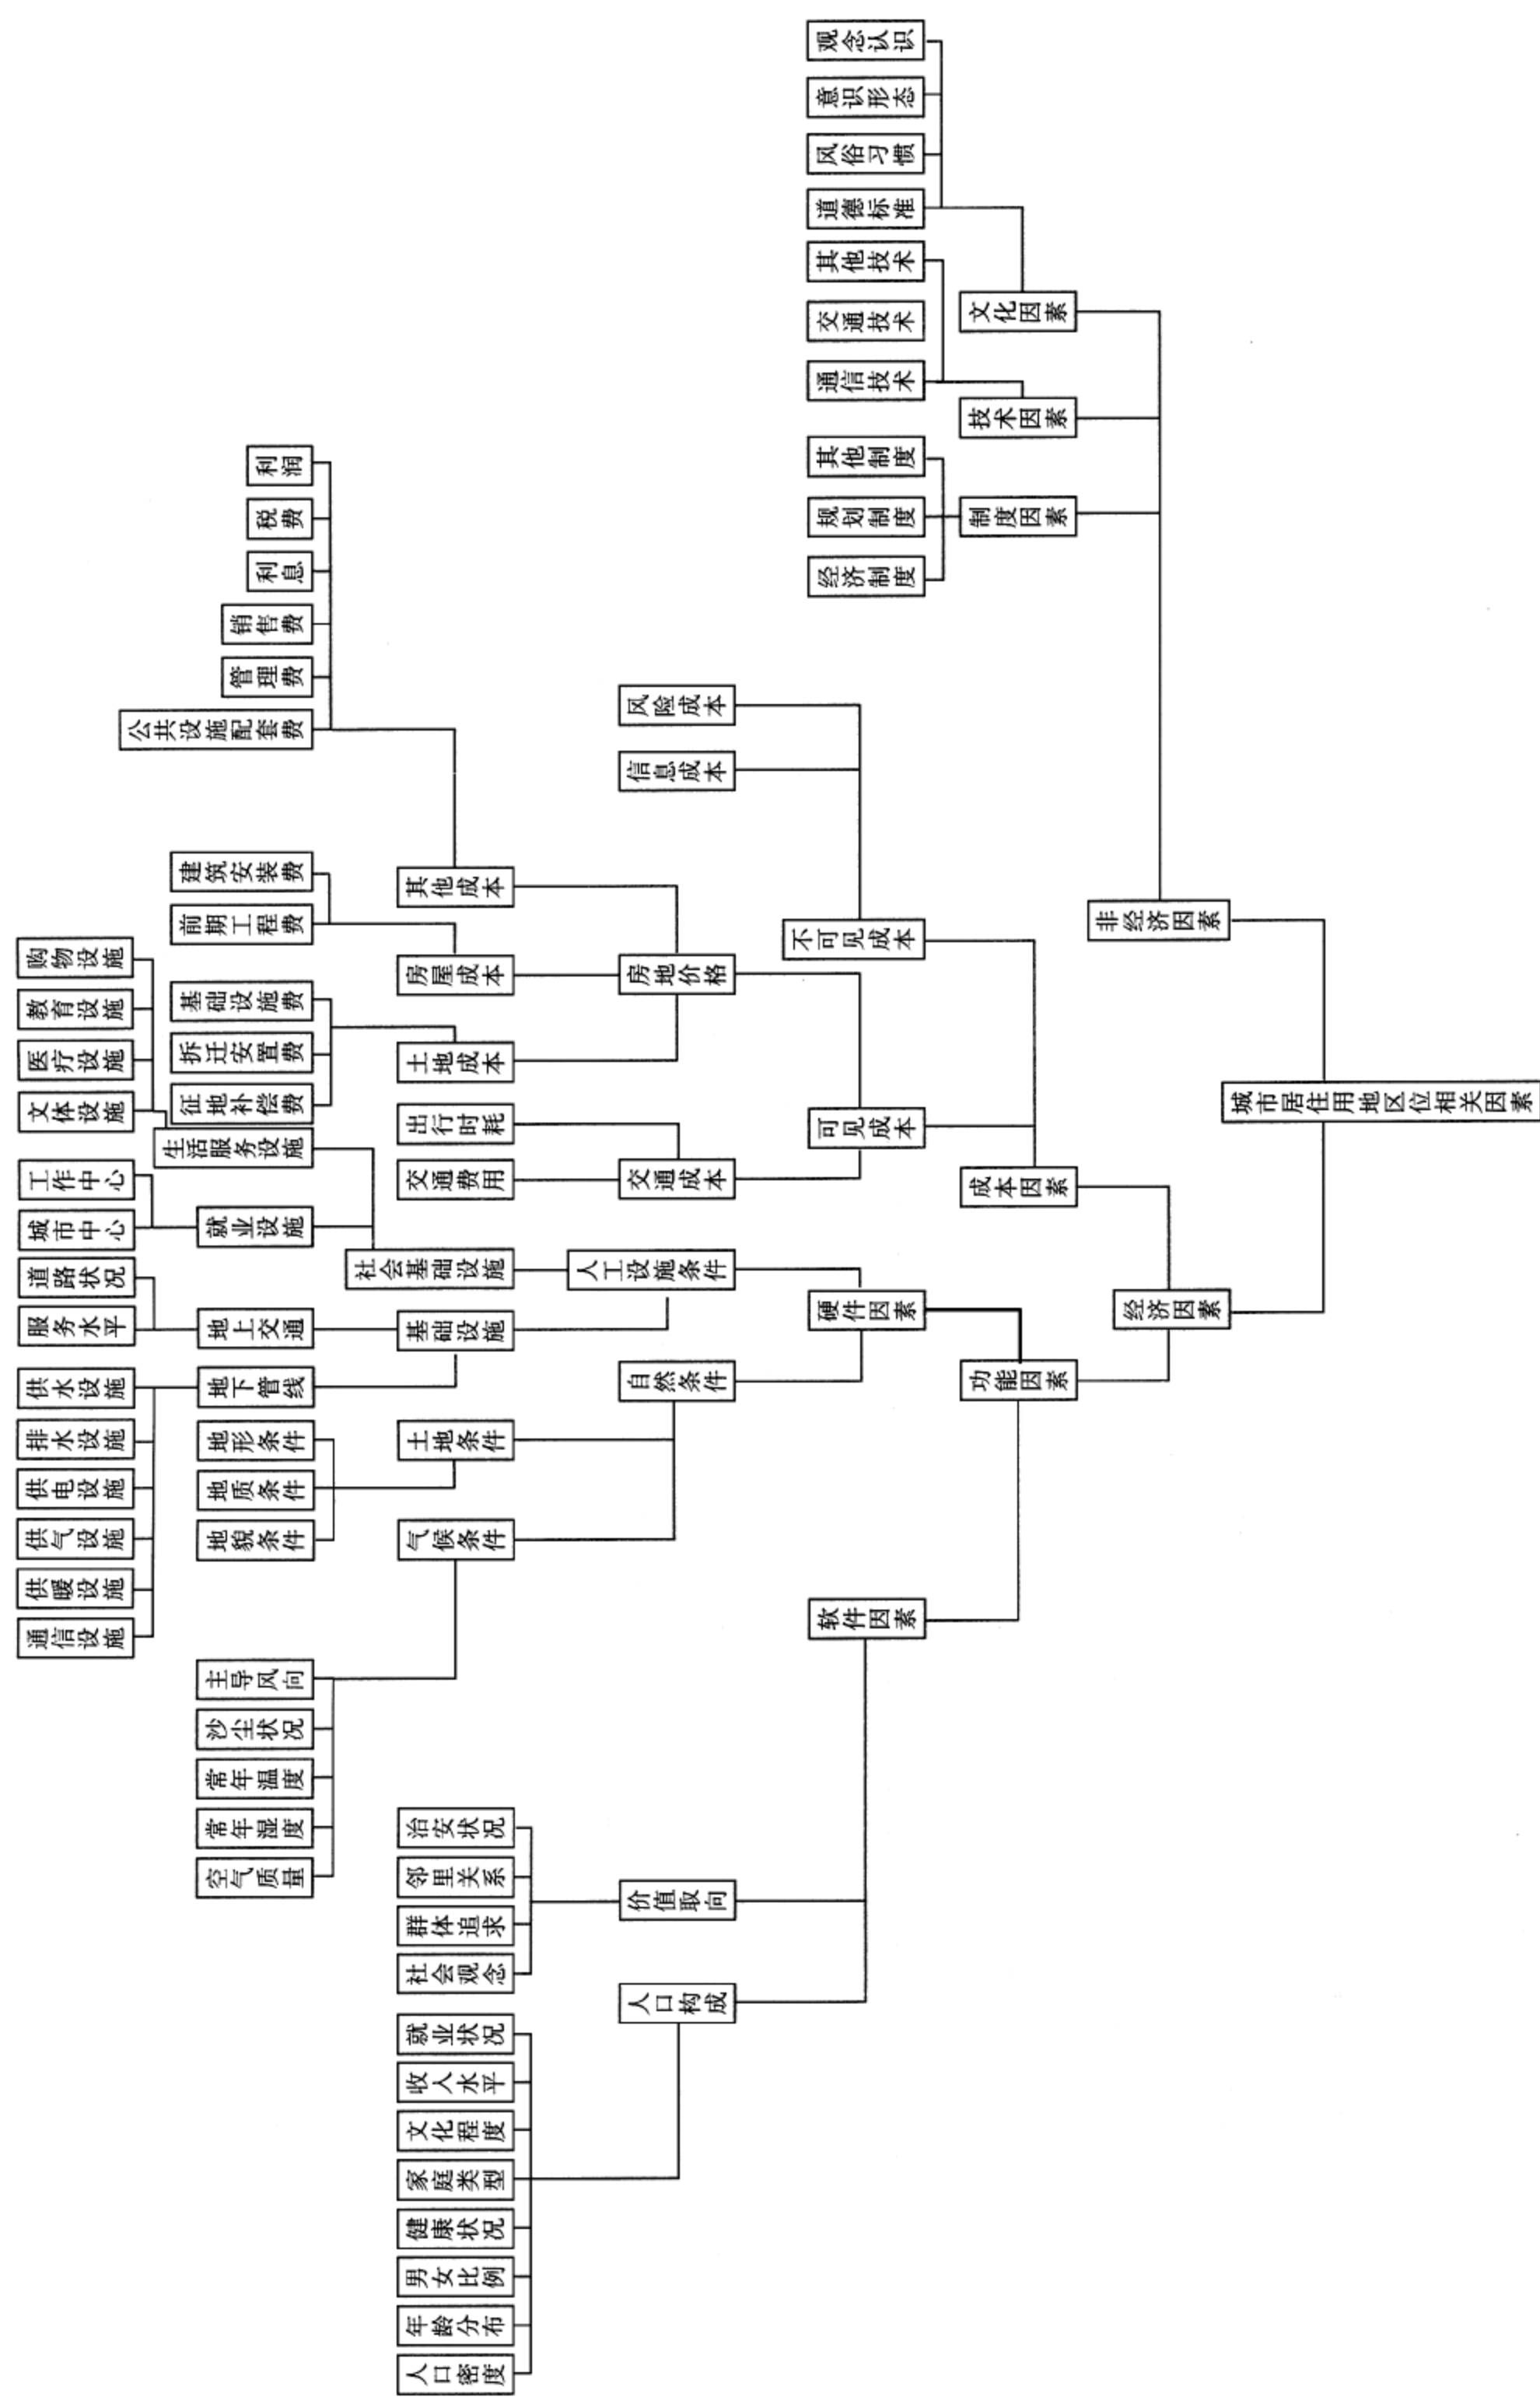 观念认识
意识形态
风俗习惯
道德标准
其他技术
交通技术
通信技术
其他制度
规划制度
经济制度
文化因素
技术因素
制度因素
利润
税费
利息
销售费
管理费
公共设施配套费
风险成本
信息成本
建筑安装费
前期工程费
其他成本
房屋成本
房地价格
不可见成本
非经济因素
购物设施
教育设施
医疗设施
文体设施
基础设施费
拆迁安置费
征地补偿费
土地成本
出行时耗
交通费用
交通成本
可见成本
成本因素
城市居住用地区位相关因素
生活服务设施
工作中心
城市中心
就业设施
社会基础设施
人工设施条件
道路状况
服务水平
地上交通
基础设施
硬件因素
经济因素
供水设施
排水设施
供电设施
供气设施
供暖设施
通信设施
地下管线
地形条件
地质条件
地貌条件
土地条件
气候条件
自然条件
功能因素
软件因素
主导风向
沙尘状况
常年温度
常年湿度
空气质量
治安状况
邻里关系
群体追求
社会观念
价值取向
人口构成
就业状况
收入水平
文化程度
家庭类型
健康状况
男女比例
年龄分布
人口密度